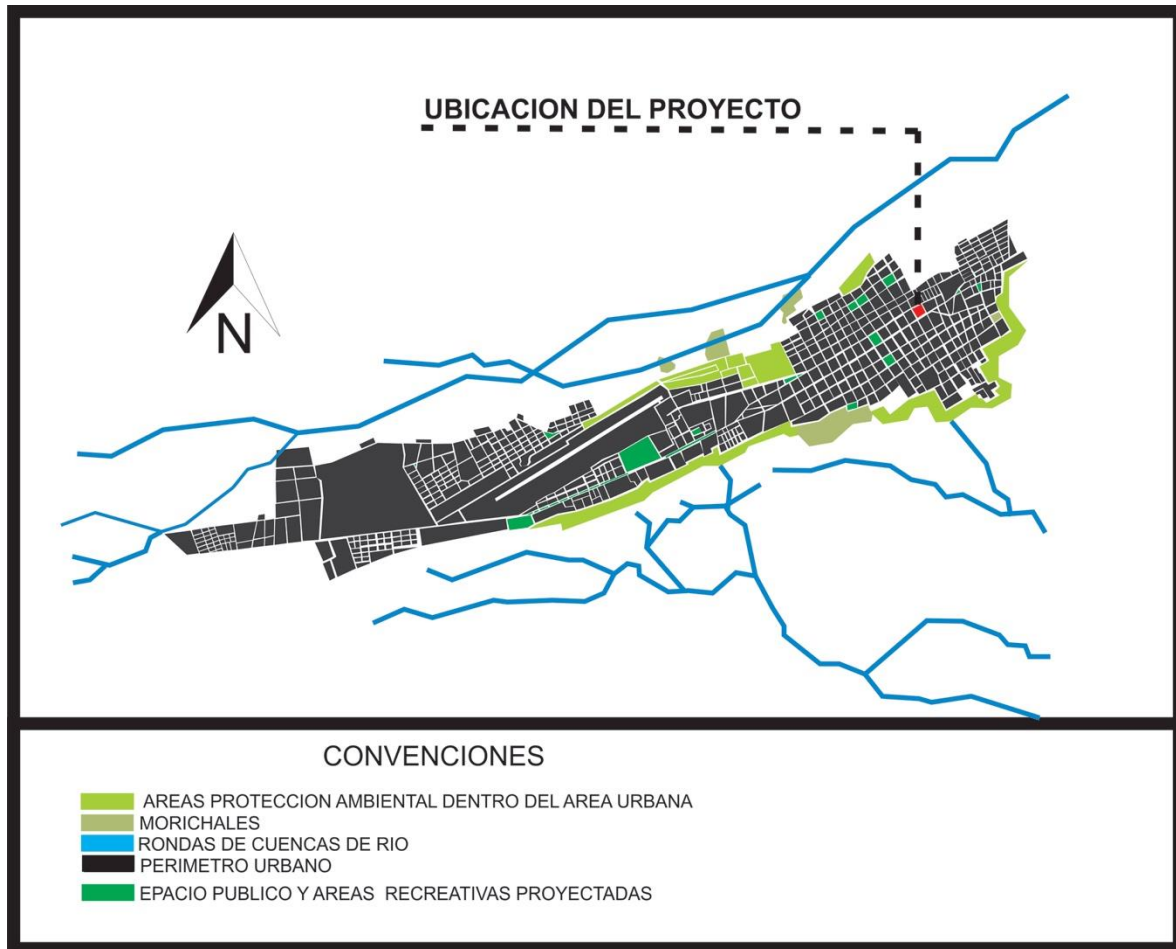 UBICACION DEL PROYECTO
N
CONVENCIONES
AREAS PROTECCION AMBIENTAL DENTRO DEL AREA URBANA
MORICHALES
RONDAS DE CUENCAS DE RIO
PERIMETRO URBANO
EPACIO PUBLICO Y AREAS RECREATIVAS PROYECTADAS